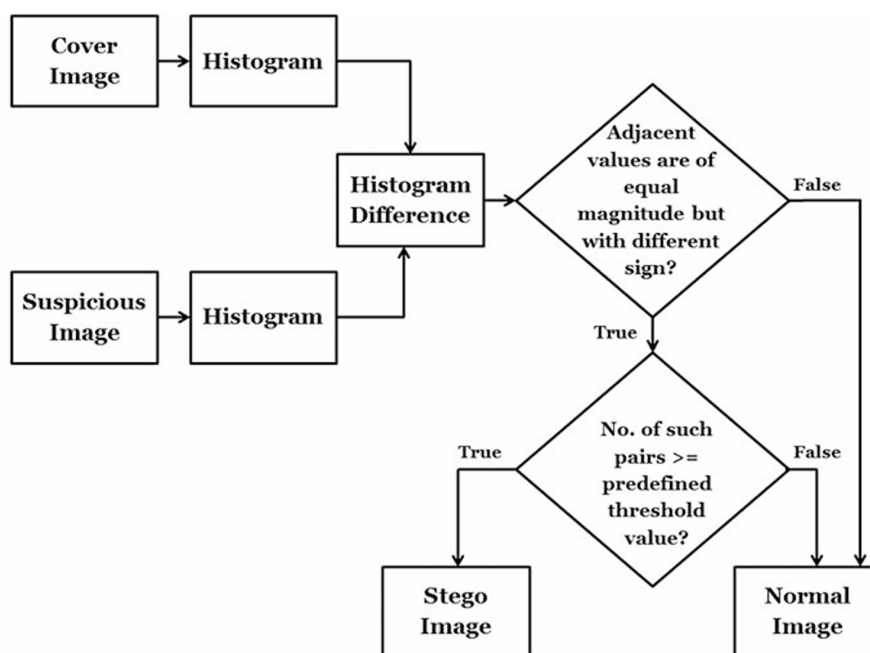 Cover
Image
Histogram
Histogram
Difference
Suspicious
Image
Histogram
Adjacent
values are of
equal
magnitude but
with different
sign?
False
True
No. of such
pairs >=
predefined
threshold
value?
True
False
Stego
Image
Normal
Image